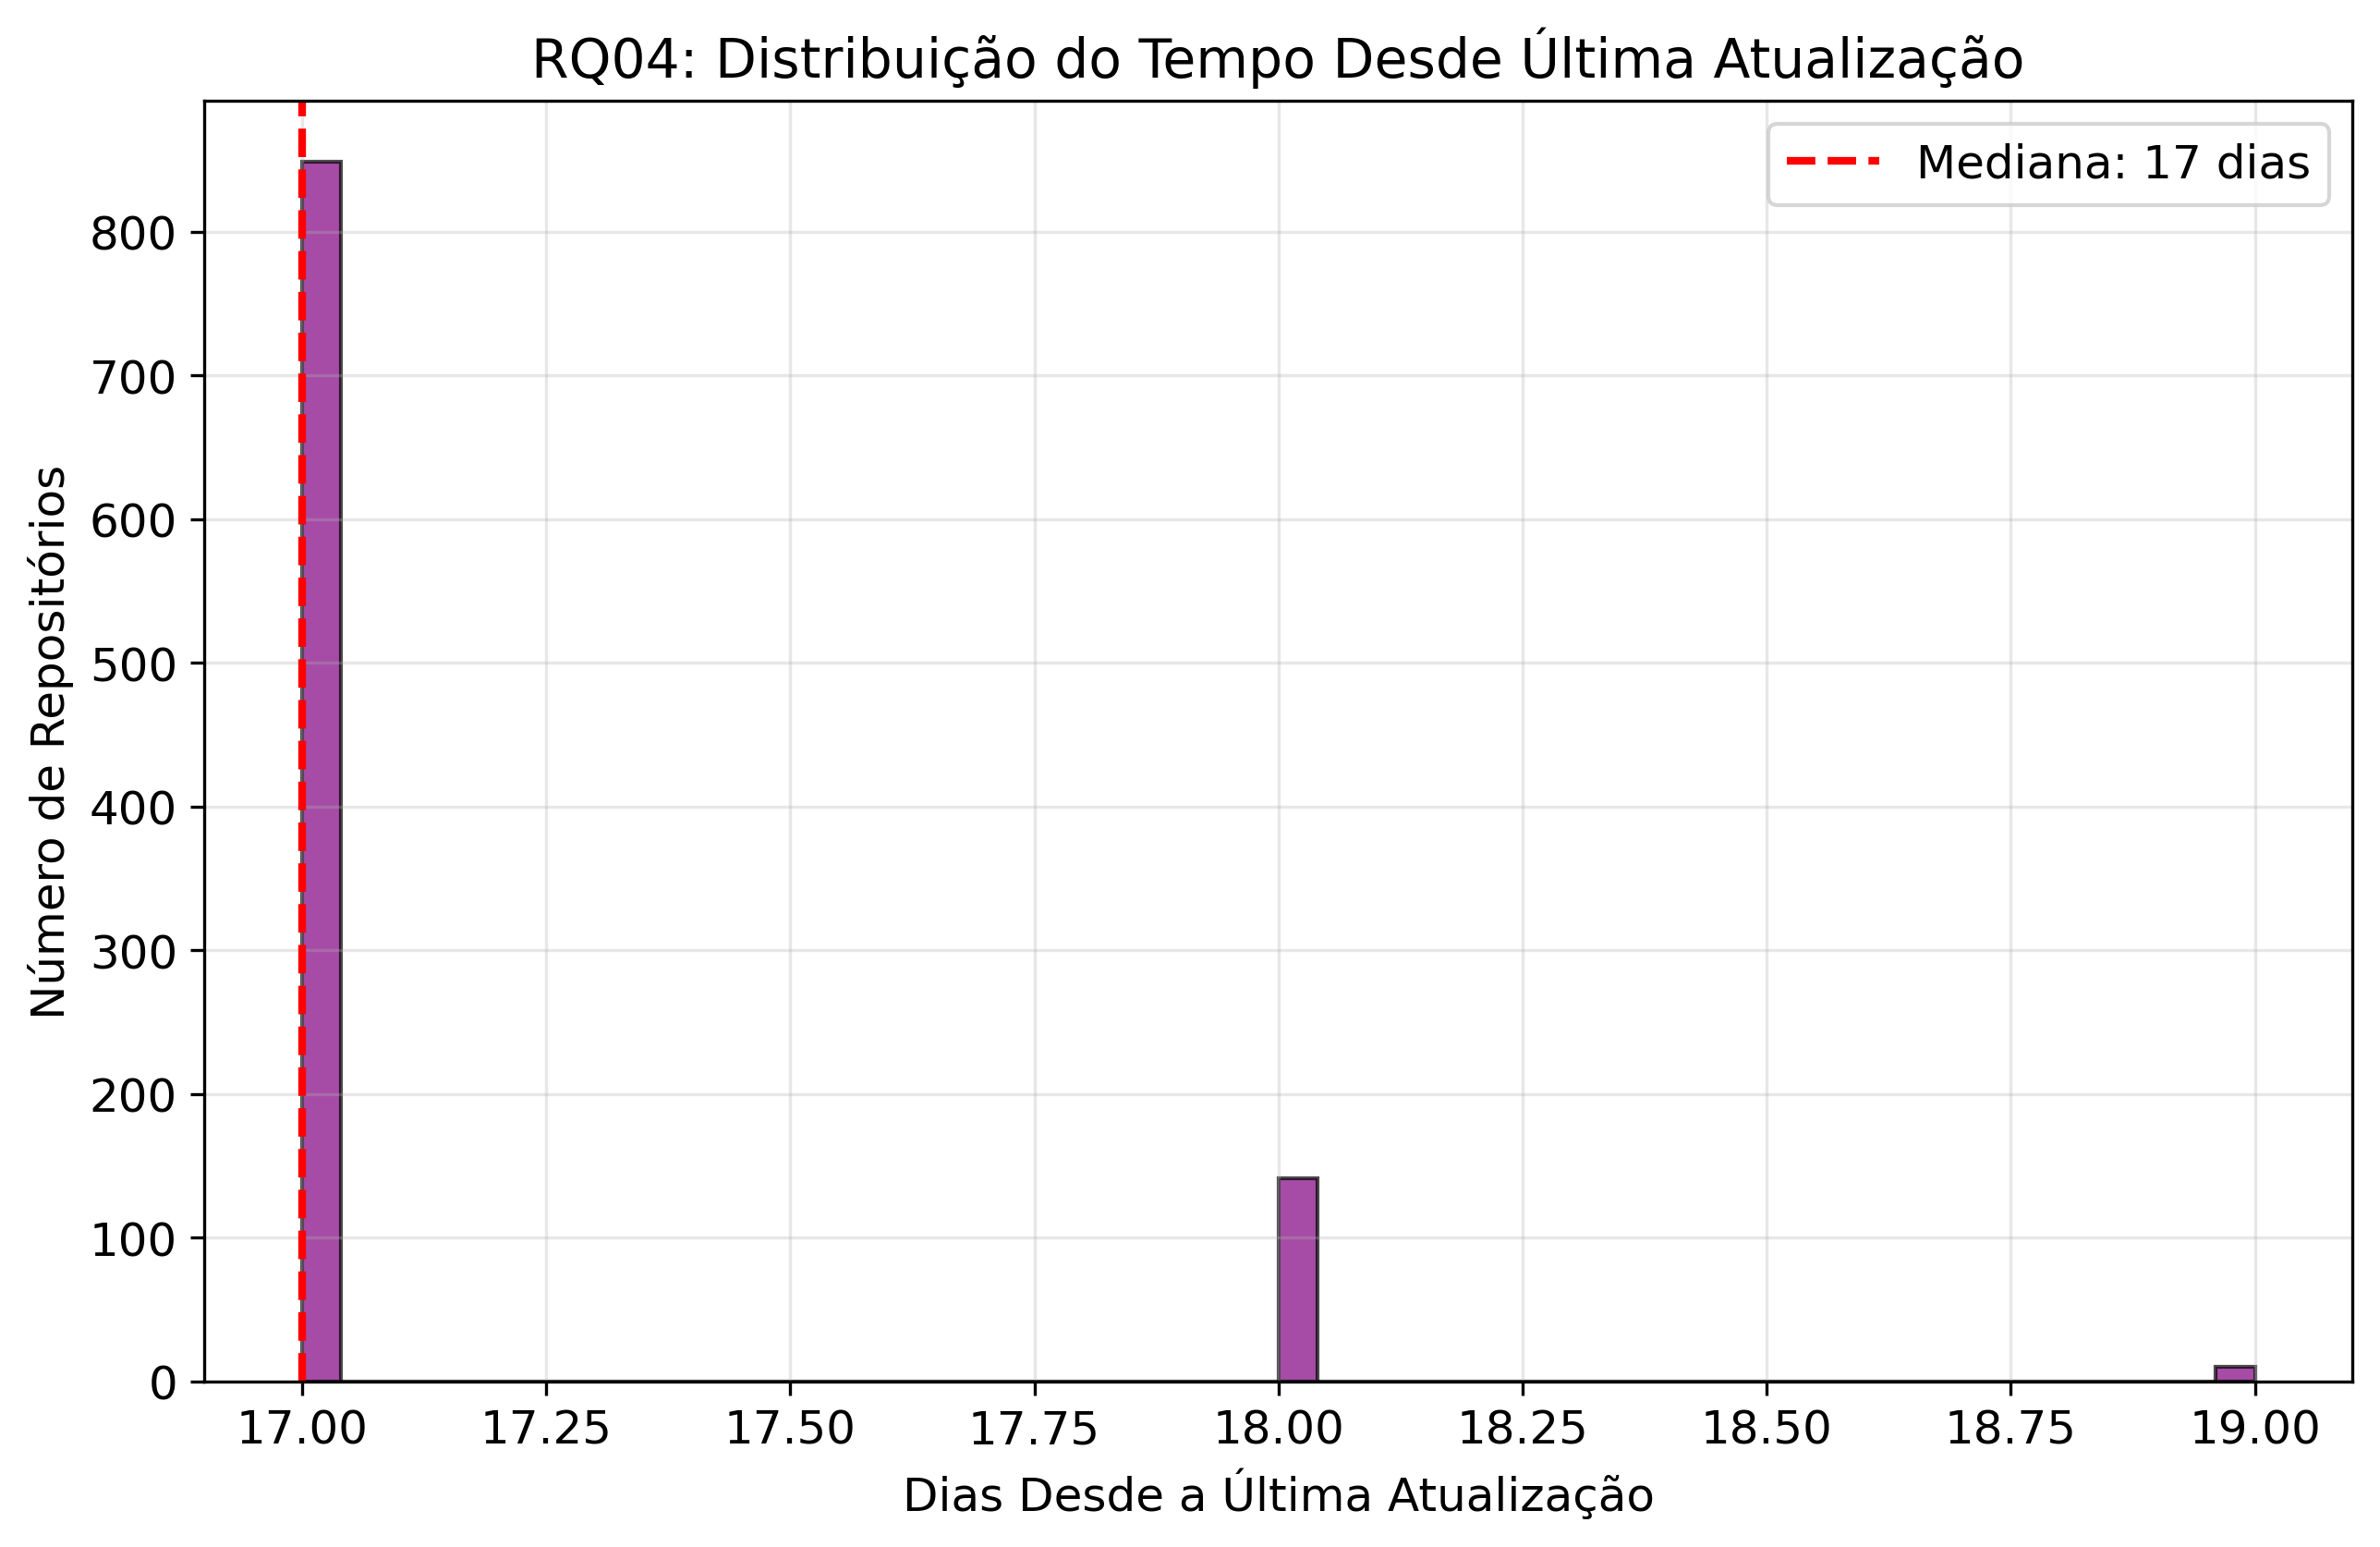 RQ04: Distribuição do Tempo Desde Última Atualização
Mediana: 17 dias
Número de Repositórios
800
700
600
500
400
300
200
100
0
17.00 17.25 17.50 17.75 18.00 18.25 18.50 18.75 19.00
Dias Desde a Última Atualização